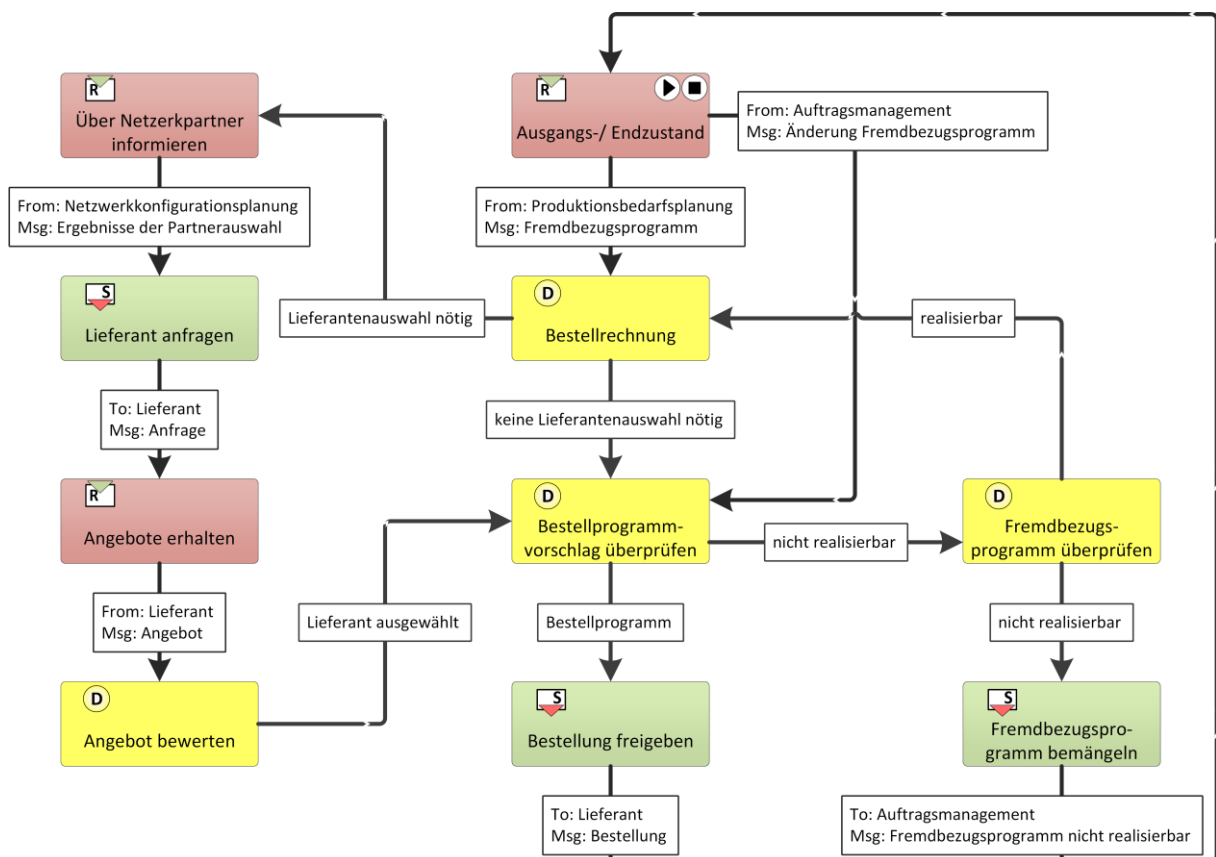 R
Über Netzerkpartner
informieren
R
Ausgangs-/ Endzustand
From: Auftragsmanagement
Msg: Änderung Fremdbezugsprogramm
From: Netzwerkkonfigurationsplanung
Msg: Ergebnisse der Partnerauswahl
From: Produktionsbedarfsplanung
Msg: Fremdbezugsprogramm
S
Lieferant anfragen
Lieferantenauswahl nötig
D
Bestellrechnung
realisierbar
To: Lieferant
Msg: Anfrage
keine Lieferantenauswahl nötig
R
Angebote erhalten
D
Bestellprogramm-
vorschlag überprüfen
nicht realisierbar
D
Fremdbezugs-
programm überprüfen
From: Lieferant
Msg: Angebot
Lieferant ausgewählt
Bestellprogramm
nicht realisierbar
D
Angebot bewerten
S
Bestellung freigeben
S
Fremdbezugspro-
gramm bemängeln
To: Lieferant
Msg: Bestellung
To: Auftragsmanagement
Msg: Fremdbezugsprogramm nicht realisierbar